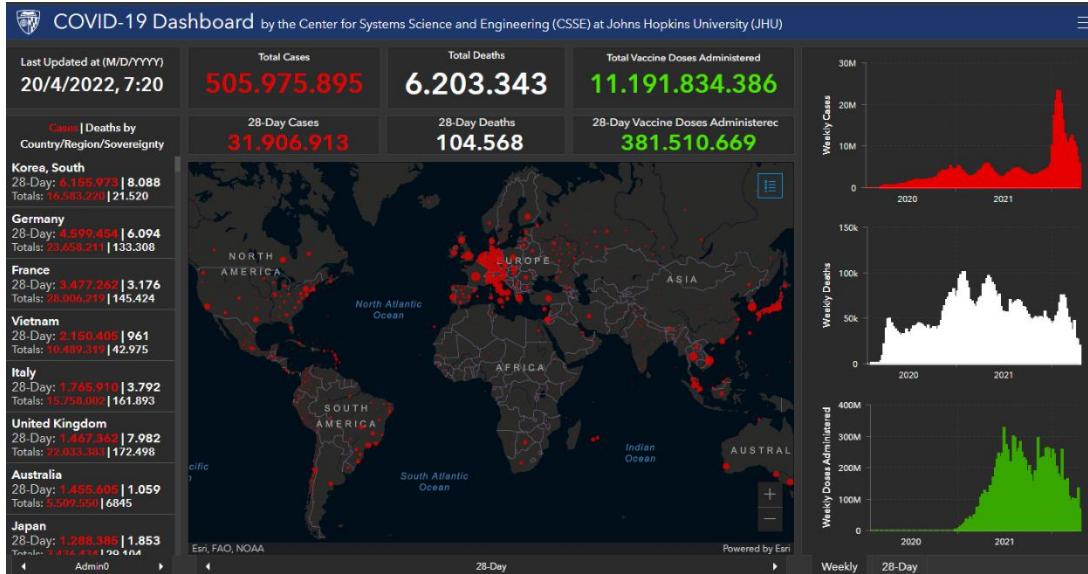 COVID-19 Dashboard by the Center for Systems Science and Engineering (CSSE) at Johns Hopkins University (JHU)
Last Updated at (M/D/YYYY)
20/4/2022, 7:20
Cases | Deaths by
Country/Region/Sovereignty
Korea, South
28-Day: 6.155.973 | 8.088
Totals: 16.583.220 | 21.520
Germany
28-Day: 4.599.454 | 6.094
Totals: 23.658.211 | 133.308
France
28-Day: 3.477.262 | 3.176
Totals: 28.006.219 | 145.424
Vietnam
28-Day: 2.150.405 | 961
Totals: 10.489.319 | 42.975
Italy
28-Day: 1.765.910 | 3.792
Totals: 15.758.002 | 161.893
United Kingdom
28-Day: 1.467.362 | 7.982
Totals: 22.033.383 | 172.498
Australia
28-Day: 1.455.605 | 1.059
Totals: 5.509.550 | 6845
Japan
28-Day: 1.288.385 | 1.853
Admin0
Total Cases
505.975.895
Total Deaths
6.203.343
Total Vaccine Doses Administered
11.191.834.386
28-Day Cases
31.906.913
28-Day Deaths
104.568
28-Day Vaccine Doses Administerec
381.510.669
NORTH
AMERICA
EUROPE
ASIA
North Atlantic
Ocean
AFRICA
SOUTH
AMERICA
Indian
Ocean
AUSTRAL
cific
South Atlantic
Ocean
+
−
Esri, FAO, NOAA
Powered by Esri
28-Day
Weekly Cases
30M
20M
10M
0
2020
2021
Weekly Deaths
150k
100k
50k
0
2020
2021
Weekly Doses Administered
400M
300M
200M
100M
0
2020
2021
Weekly
28-Day